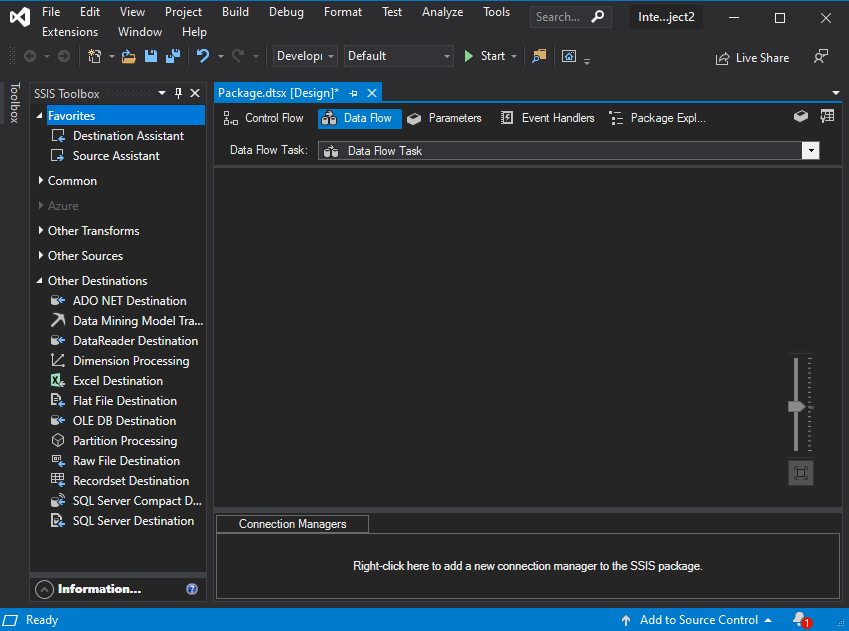 File Edit View Project Build Debug Format Test Analyze Tools Search... Inte...ject2
Extensions Window Help
Developi Default Start Live Share
Toolbox
SSIS Toolbox
Package.dtsx [Design]*
Favorites
Destination Assistant
Source Assistant
Common
Azure
Other Transforms
Other Sources
Other Destinations
ADO NET Destination
Data Mining Model Tra...
DataReader Destination
Dimension Processing
Excel Destination
Flat File Destination
OLE DB Destination
Partition Processing
Raw File Destination
Recordset Destination
SQL Server Compact D...
SQL Server Destination
Information...
Control Flow Data Flow Parameters Event Handlers Package Expl...
Data Flow Task: Data Flow Task
Connection Managers
Right-click here to add a new connection manager to the SSIS package.
Ready Add to Source Control 1